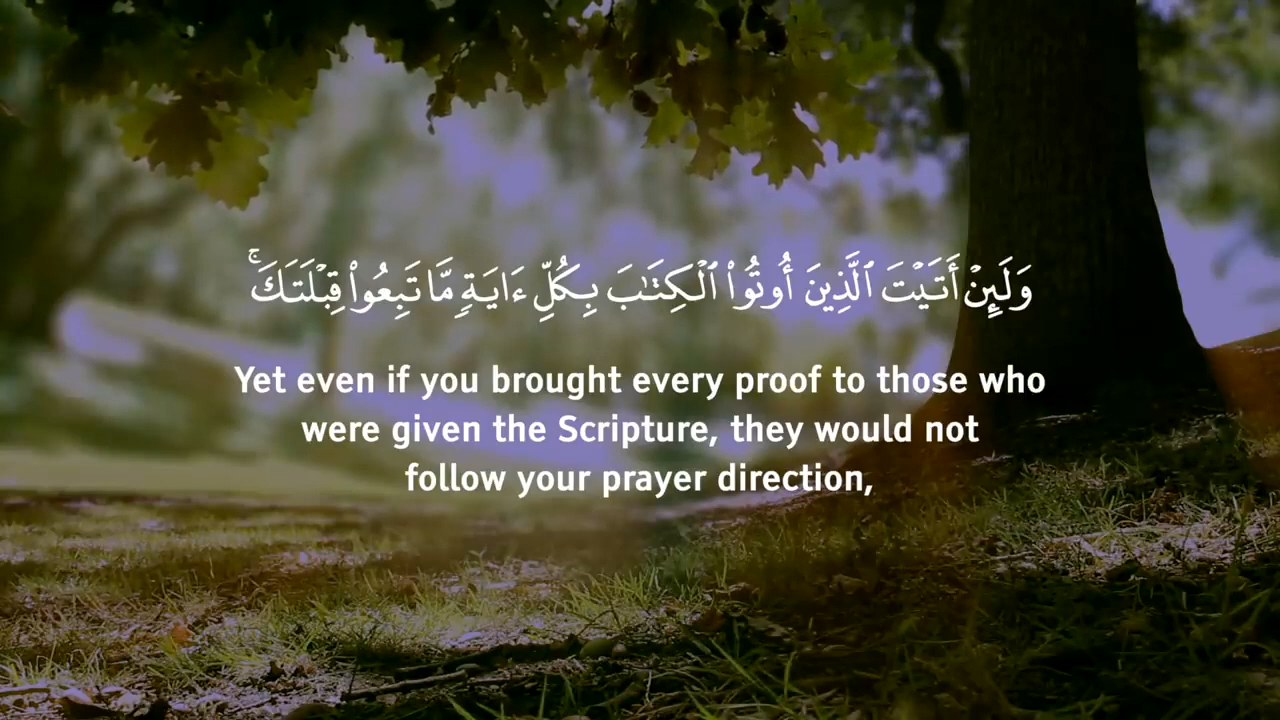 وَلَئِنْ أَتَيْتَ ٱلَّذِينَ أُوتُوا۟ ٱلْكِتَـٰبَ بِكُلِّ ءَايَةٍۢ مَّا تَبِعُوا۟ قِبْلَتَكَ ۚ
Yet even if you brought every proof to those who
were given the Scripture, they would not
follow your prayer direction,